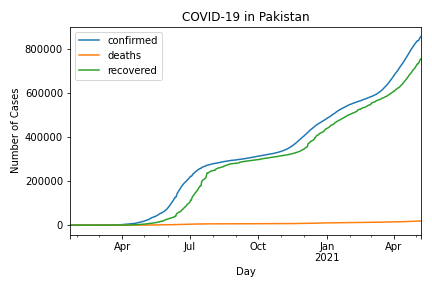 COVID-19 in Pakistan
confirmed
deaths
recovered
Number of Cases
800000
600000
400000
200000
0
Apr
Jul
Oct
Jan
2021
Apr
Day